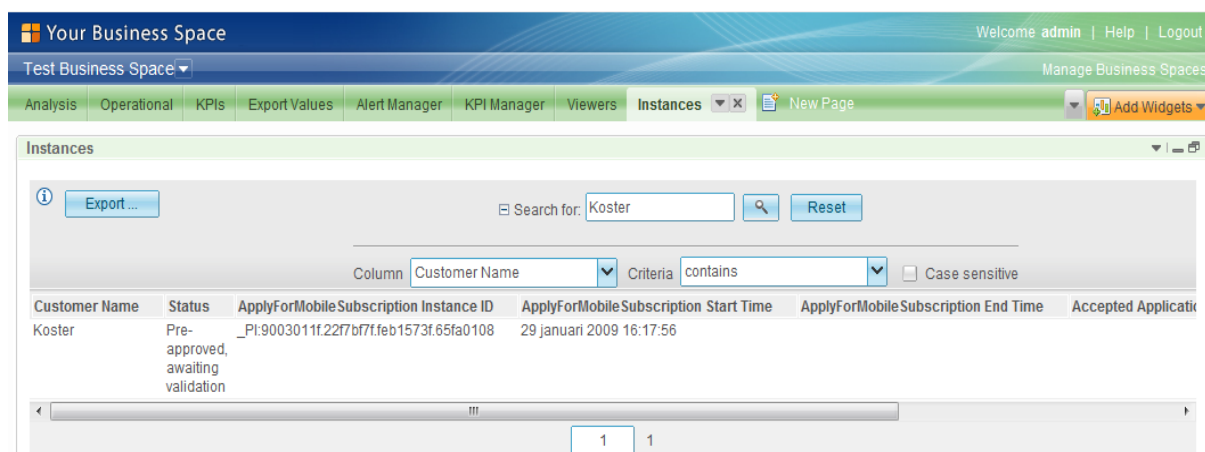 Your Business Space
Welcome admin | Help | Logout
Test Business Space
Manage Business Spaces
Analysis Operational KPIs Export Values Alert Manager KPI Manager Viewers Instances New Page Add Widgets
Instances
Export ... Search for: Koster Reset
Column Customer Name Criteria contains Case sensitive
Customer Name Status ApplyForMobileSubscription Instance ID ApplyForMobileSubscription Start Time ApplyForMobileSubscription End Time Accepted Applicatic
Koster Pre- _PI:9003011f.22f7bf7f.feb1573f.65fa0108 29 januari 2009 16:17:56
approved,
awaiting
validation
1 1